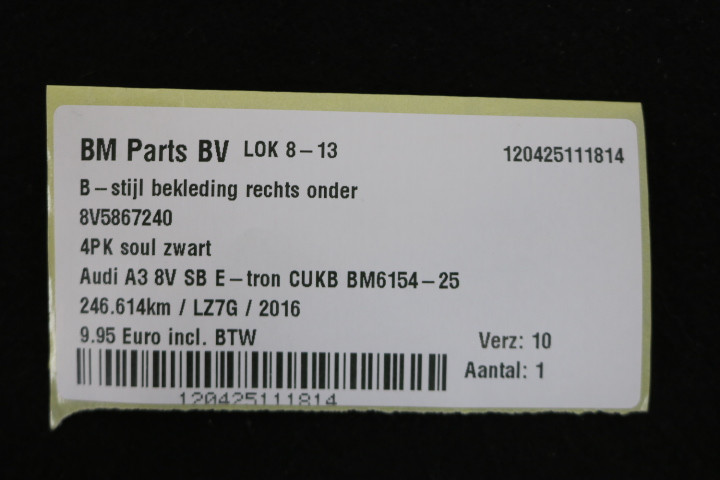 BM Parts BV LOK 8-13 120425111814
B-stijl bekleding rechts onder
8V5867240
4PK soul zwart
Audi A3 8V SB E-tron CUKB BM6154-25
246.614km / LZ7G / 2016
9.95 Euro incl. BTW Verz: 10
Aantal: 1
120425111814